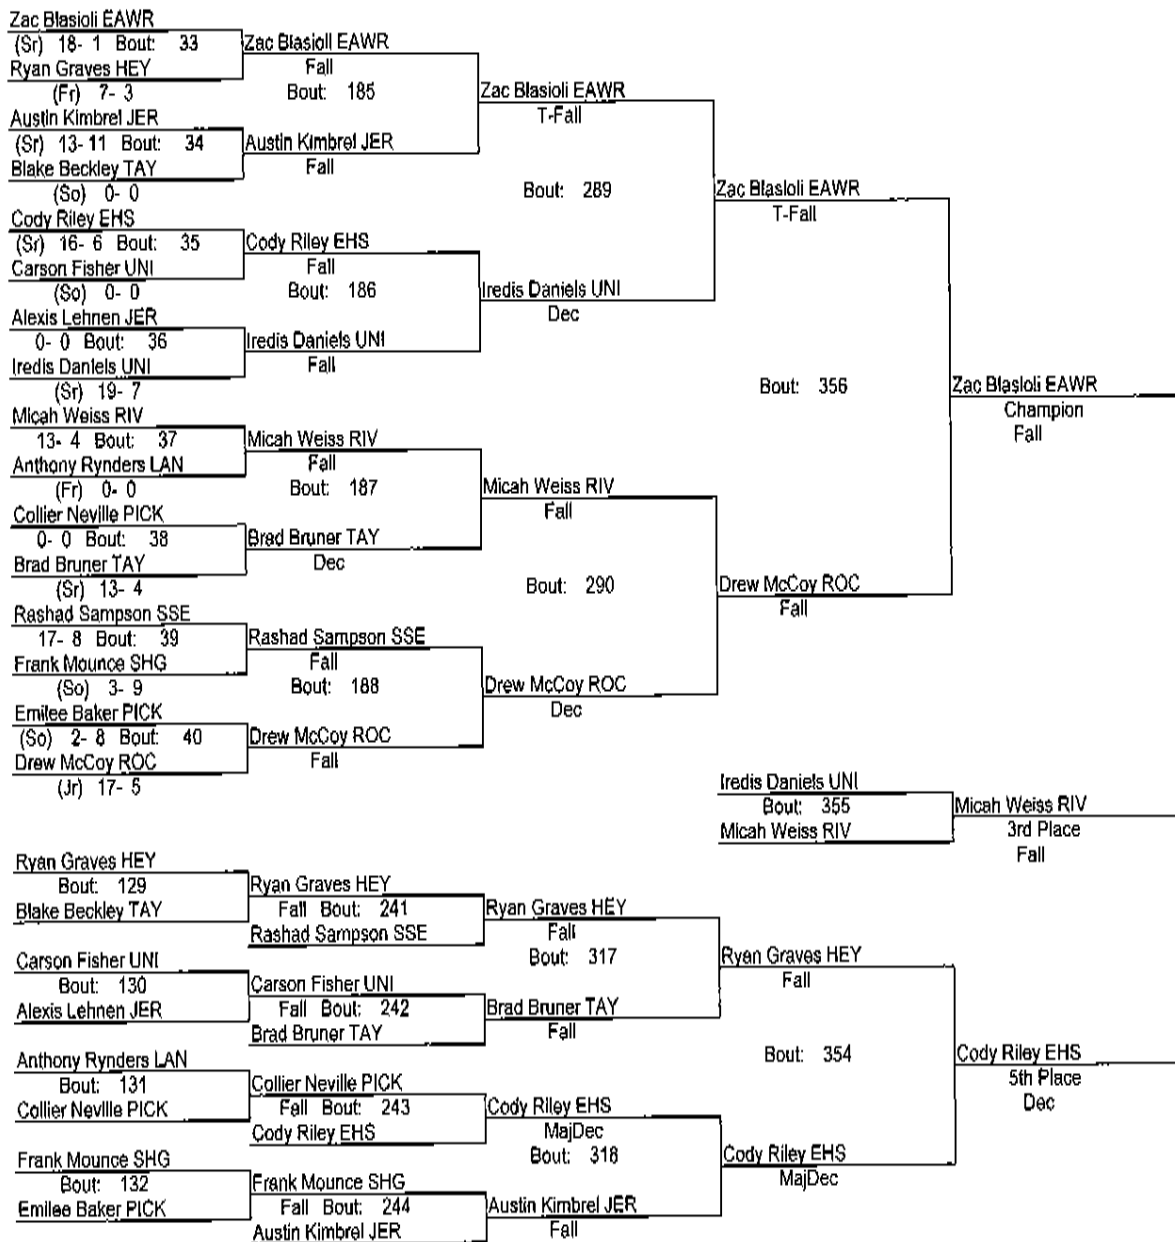 Zac Blasioli EAWR
(Sr) 18- 1 Bout: 33
Ryan Graves HEY
(Fr) 7- 3
Austin Kimbrel JER
(Sr) 13- 11 Bout: 34
Blake Beckley TAY
(So) 0- 0
Cody Riley EHS
(Sr) 16- 6 Bout: 35
Carson Fisher UNI
(So) 0- 0
Alexis Lehnen JER
0- 0 Bout: 36
Iredis Daniels UNI
(Sr) 19- 7
Micah Weiss RIV
13- 4 Bout: 37
Anthony Rynders LAN
(Fr) 0- 0
Collier Neville PICK
0- 0 Bout: 38
Brad Bruner TAY
(Sr) 13- 4
Rashad Sampson SSE
17- 8 Bout: 39
Frank Mounce SHG
(So) 3- 9
Emilee Baker PICK
(So) 2- 8 Bout: 40
Drew McCoy ROC
(Jr) 17- 5
Zac Blasioli EAWR
Fall
Bout: 185
Austin Kimbrel JER
Fall
Cody Riley EHS
Fall
Bout: 186
Iredis Daniels UNI
Fall
Micah Weiss RIV
Fall
Bout: 187
Brad Bruner TAY
Dec
Rashad Sampson SSE
Fall
Bout: 188
Drew McCoy ROC
Fall
Zac Blasioli EAWR
T-Fall
Bout: 289
Iredis Daniels UNI
Dec
Micah Weiss RIV
Fall
Bout: 290
Drew McCoy ROC
Dec
Zac Blasioli EAWR
T-Fall
Bout: 356
Drew McCoy ROC
Fall
Zac Blasioli EAWR
Champion
Fall
Iredis Daniels UNI
Bout: 355
Micah Weiss RIV
Micah Weiss RIV
3rd Place
Fall
Ryan Graves HEY
Bout: 129
Blake Beckley TAY
Carson Fisher UNI
Bout: 130
Alexis Lehnen JER
Anthony Rynders LAN
Bout: 131
Collier Neville PICK
Frank Mounce SHG
Bout: 132
Emilee Baker PICK
Ryan Graves HEY
Fall Bout: 241
Rashad Sampson SSE
Carson Fisher UNI
Fall Bout: 242
Brad Bruner TAY
Collier Neville PICK
Fall Bout: 243
Cody Riley EHS
Frank Mounce SHG
Fall Bout: 244
Austin Kimbrel JER
Ryan Graves HEY
Fall
Bout: 317
Brad Bruner TAY
Fall
Cody Riley EHS
MajDec
Bout: 318
Austin Kimbrel JER
Fall
Ryan Graves HEY
Fall
Bout: 354
Cody Riley EHS
MajDec
Cody Riley EHS
5th Place
Dec